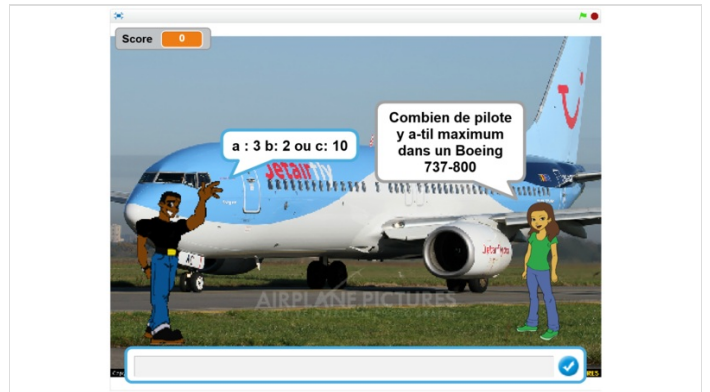 Score 0
Combien de pilote
y a-til maximum
dans un Boeing
737-800
a : 3 b: 2 ou c: 10
Jetairfly
AIRPLANE PICTURES